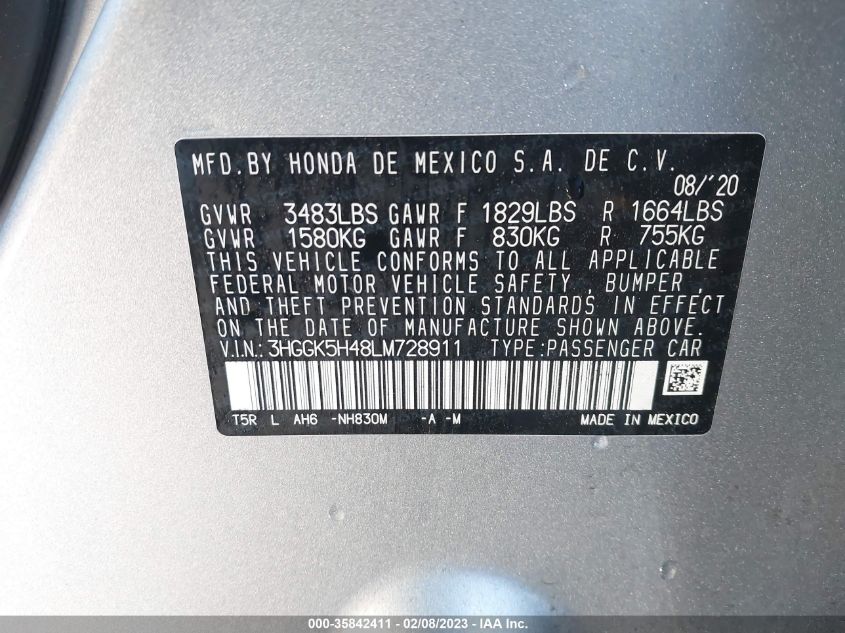 MFD.BY HONDA DE MEXICO S.A. DE C.V.
08/'20
GVWR 3483LBS GAWR F 1829LBS R 1664LBS
GVWR 1580KG GAWR F 830KG R 755KG
THIS VEHICLE CONFORMS TO ALL APPLICABLE
FEDERAL MOTOR VEHICLE SAFETY , BUMPER ,
AND THEFT PREVENTION STANDARDS IN EFFECT
ON THE DATE OF MANUFACTURE SHOWN ABOVE.
V.I.N.: 3HGGK5H48LM728911 TYPE:PASSENGER CAR
T5R L AH6 -NH830M -A -M MADE IN MEXICO
000-35842411 - 02/08/2023 - IAA Inc.